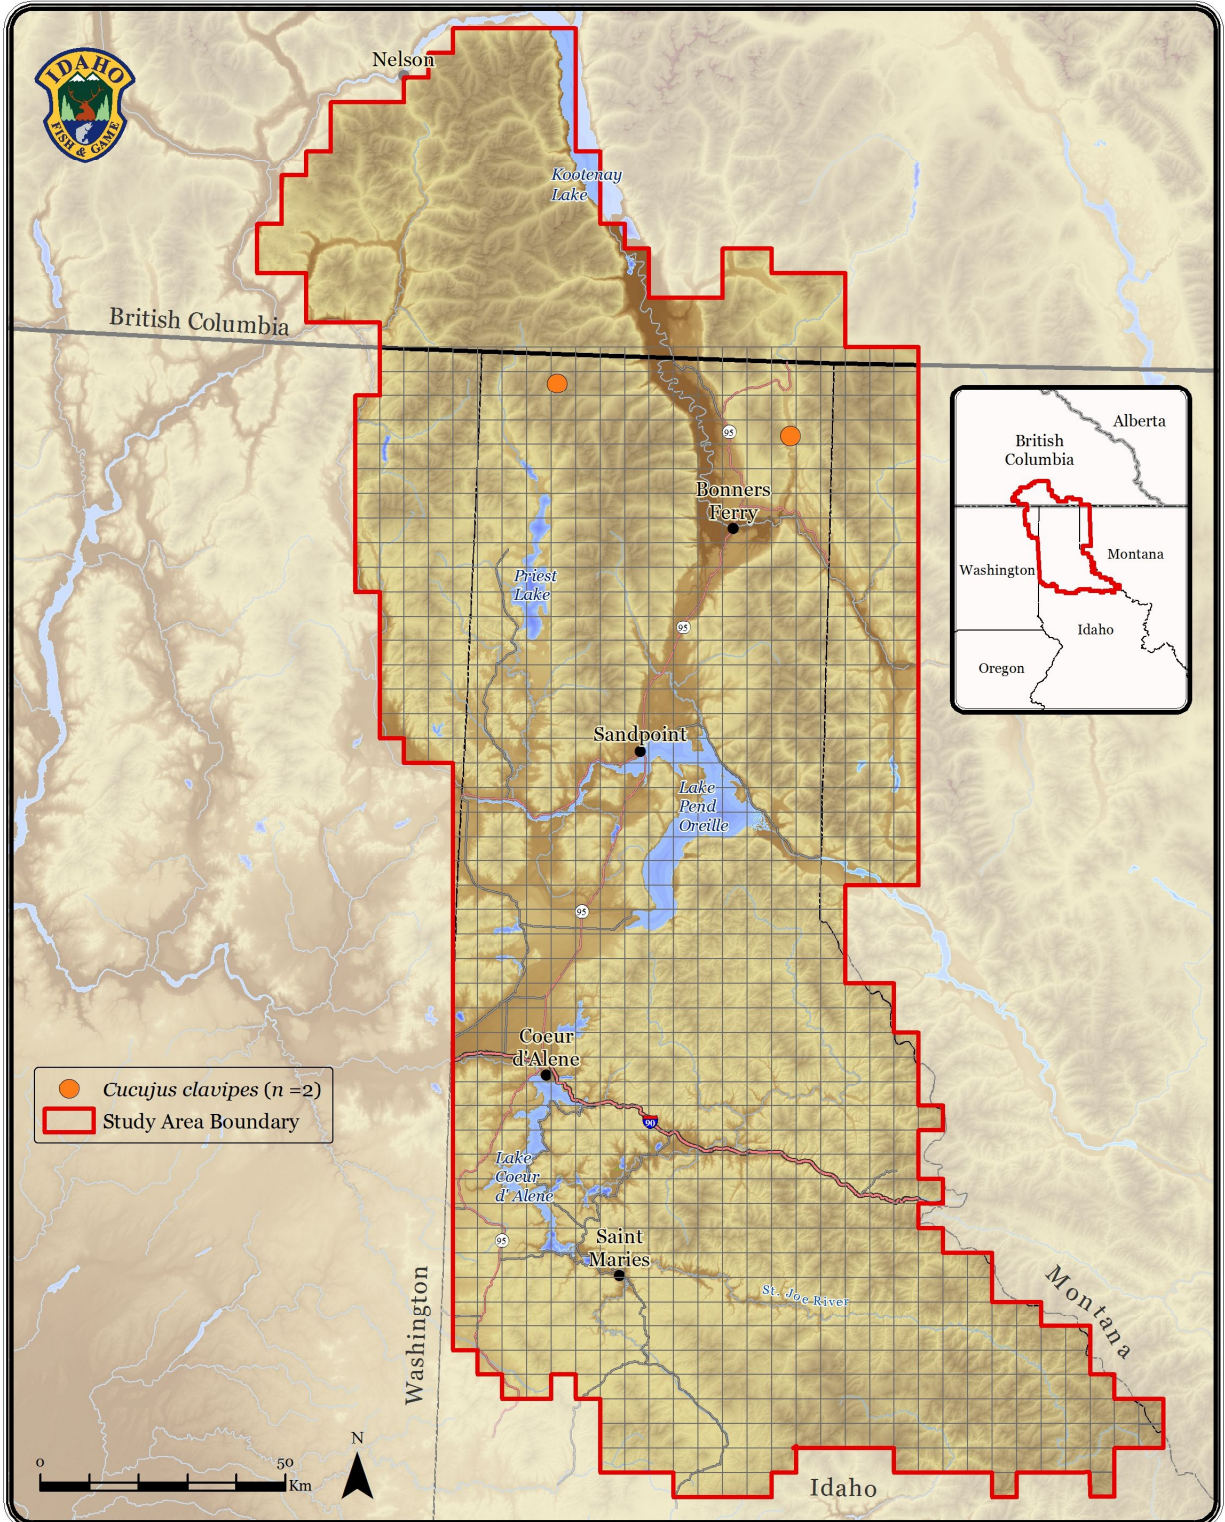 IDAHO
FISH & GAME
Nelson
Kootenay
Lake
British Columbia
95
Bonners
Ferry
Priest
Lake
95
Sandpoint
Lake
Pend
Oreille
95
Coeur
d'Alene
90
Lake
Coeur
d'Alene
95
Saint
Maries
St. Joe River
Washington
Montana
Idaho
Alberta
British
Columbia
Washington
Montana
Idaho
Oregon
Cucujus clavipes (n =2)
Study Area Boundary
0 50
Km
N